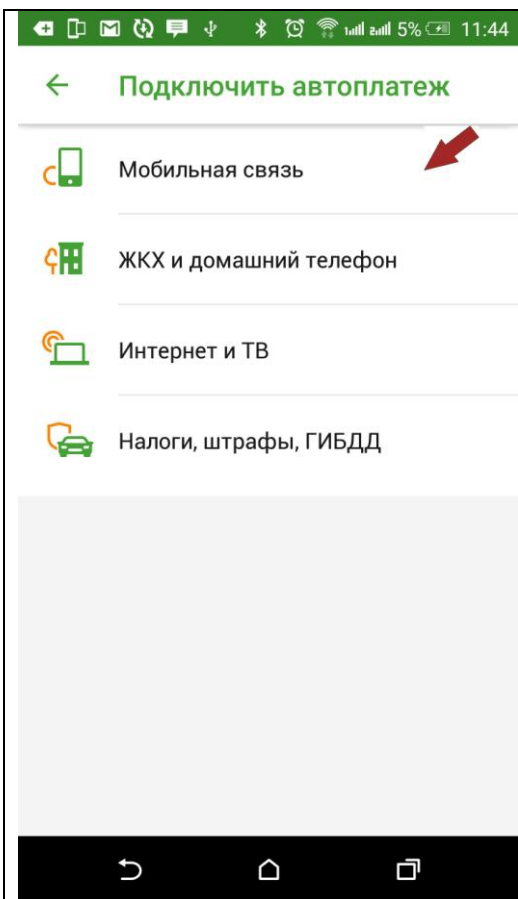 5% 11:44
Подключить автоплатеж
Мобильная связь
ЖКХ и домашний телефон
Интернет и ТВ
Налоги, штрафы, ГИБДД